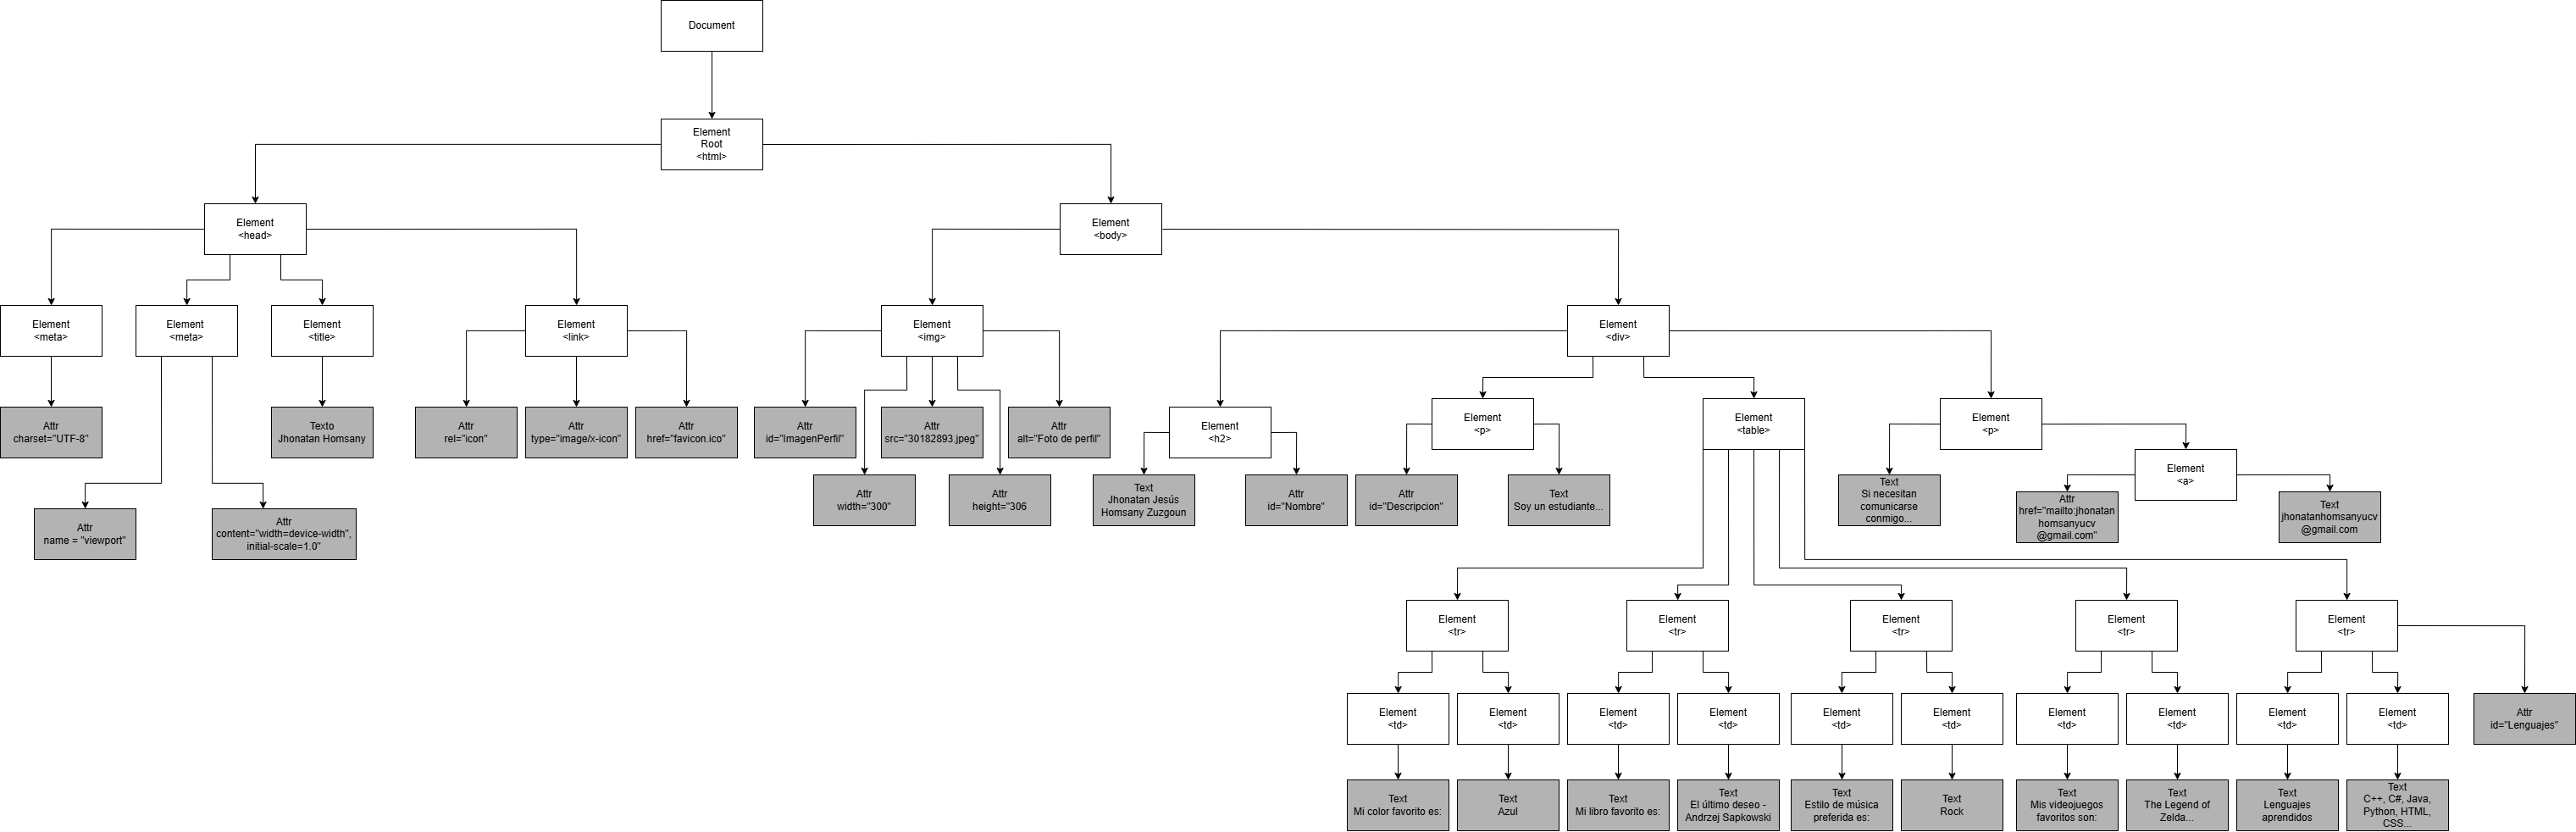 Document
Element
Root
<html>
Element
<head>
Element
<body>
Element
<meta>
Element
<meta>
Element
<title>
Element
<link>
Element
<img>
Element
<div>
Attr
charset="UTF-8"
Texto
Jhonatan Homsany
Attr
rel="icon"
Attr
type="image/x-icon"
Attr
href="favicon.ico"
Attr
id="ImagenPerfil"
Attr
src="30182893.jpeg"
Attr
alt="Foto de perfil"
Element
<h2>
Element
<p>
Element
<table>
Element
<p>
Element
<a>
Attr
name = "viewport"
Attr
content="width=device-width",
initial-scale=1.0"
Attr
width="300"
Attr
height="306
Text
Jhonatan Jesús
Homsany Zuzgoun
Attr
id="Nombre"
Attr
id="Descripcion"
Text
Soy un estudiante...
Text
Si necesitan
comunicarse
conmigo...
Attr
href="mailto:jhonatan
homsanyucv
@gmail.com"
Text
jhonatanhomsanyucv
@gmail.com
Element
<tr>
Element
<tr>
Element
<tr>
Element
<tr>
Element
<tr>
Element
<td>
Element
<td>
Element
<td>
Element
<td>
Element
<td>
Element
<td>
Element
<td>
Element
<td>
Element
<td>
Element
<td>
Attr
id="Lenguajes"
Text
Mi color favorito es:
Text
Azul
Text
Mi libro favorito es:
Text
El último deseo -
Andrzej Sapkowski
Text
Estilo de música
preferida es:
Text
Rock
Text
Mis videojuegos
favoritos son:
Text
The Legend of
Zelda...
Text
Lenguajes
aprendidos
Text
C++, C#, Java,
Python, HTML,
CSS...